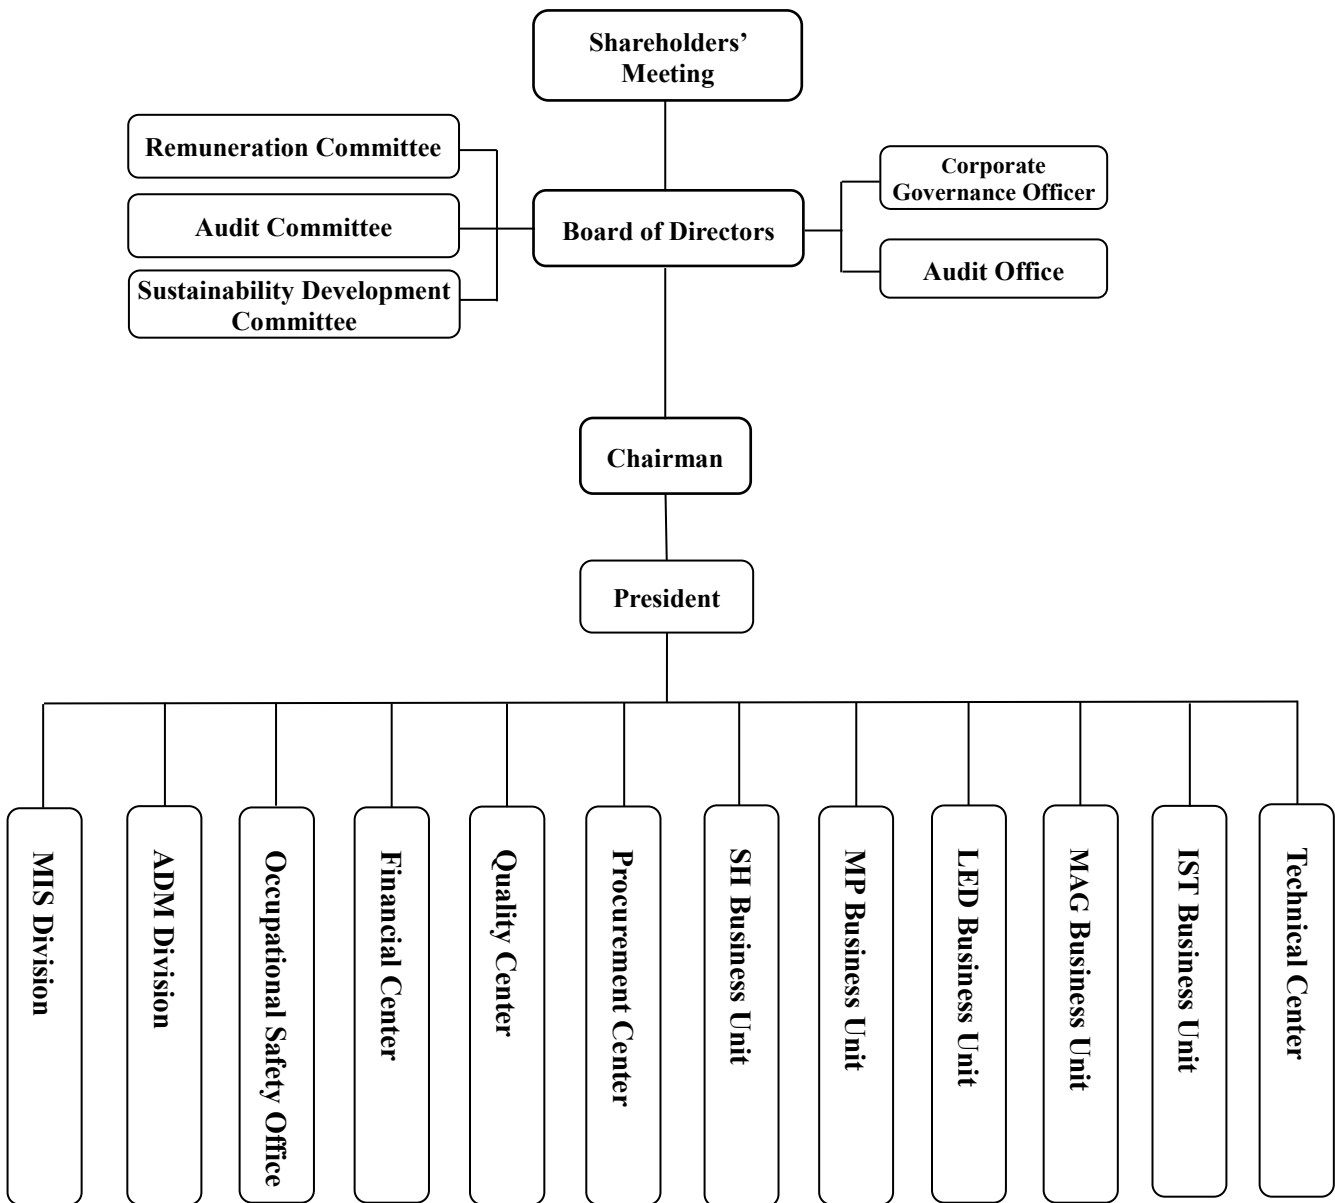 Shareholders’
Meeting
Remuneration Committee
Corporate
Governance Officer
Audit Committee
Board of Directors
Audit Office
Sustainability Development
Committee
Chairman
President
MIS Division
ADM Division
Occupational Safety Office
Financial Center
Quality Center
Procurement Center
SH Business Unit
MP Business Unit
LED Business Unit
MAG Business Unit
IST Business Unit
Technical Center